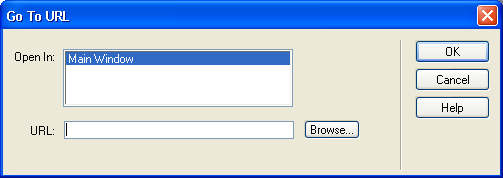 Go To URL
Open In:
Main Window
URL:
Browse...
OK
Cancel
Help